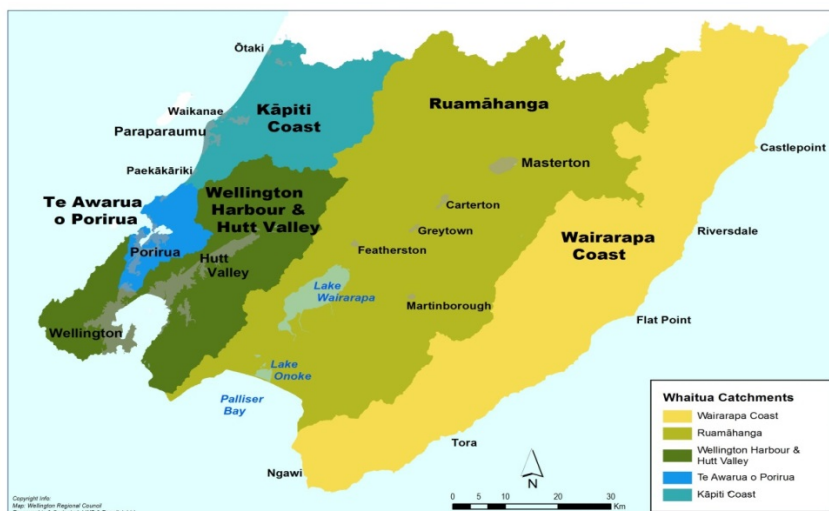 Ōtaki
Waikanae
Paraparaumu
Kāpiti
Coast
Ruamāhanga
Castlepoint
Paekākāriki
Masterton
Te Awarua
o Porirua
Wellington
Harbour &
Hutt Valley
Carterton
Porirua
Greytown
Riversdale
Hutt
Valley
Featherston
Wairarapa
Coast
Lake
Wairarapa
Martinborough
Flat Point
Wellington
Lake
Onoke
Palliser
Bay
Tora
Ngawi
N
0 5 10 20 30
Km
Whaitua Catchments
Wairarapa Coast
Ruamāhanga
Wellington Harbour &
Hutt Valley
Te Awarua o Porirua
Kāpiti Coast
Copyright Info:
Map: Wellington Regional Council